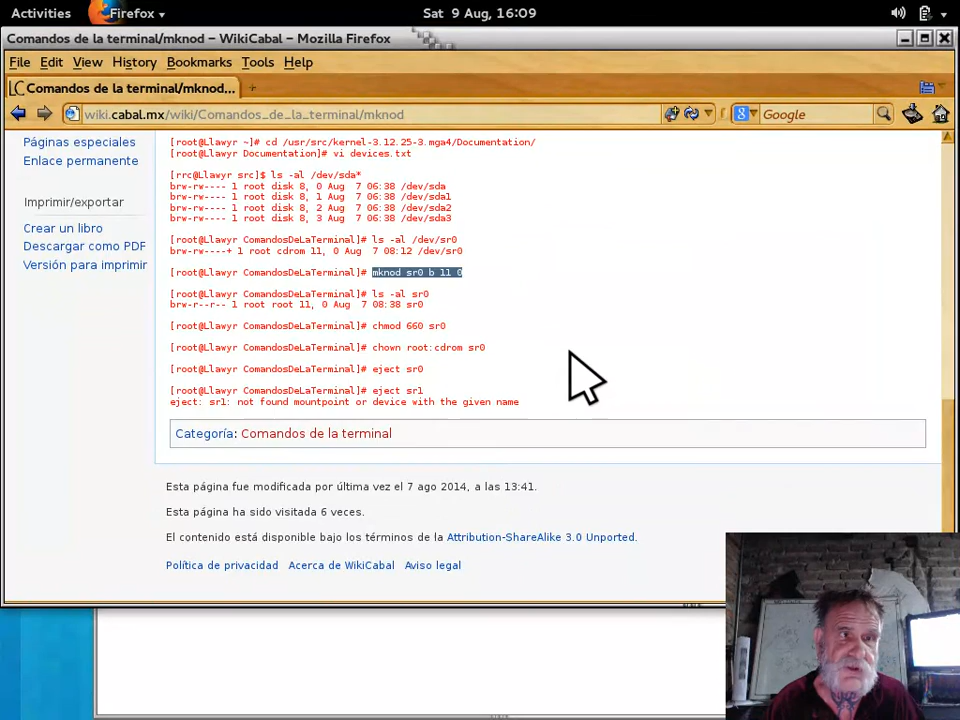 Activities Firefox Sat 9 Aug, 16:09
Comandos de la terminal/mknod – WikiCabal – Mozilla Firefox
File Edit View History Bookmarks Tools Help
Comandos de la terminal/mknod...
wiki.cabal.mx/wiki/Comandos_de_la_terminal/mknod Google
Páginas especiales
Enlace permanente
Imprimir/exportar
Crear un libro
Descargar como PDF
Versión para imprimir
[root@Llawyr ~]# cd /usr/src/kernel-3.12.25-3.mga4/Documentation/
[root@Llawyr Documentation]# vi devices.txt
[rrc@Llawyr src]$ ls -al /dev/sda*
brw-rw---- 1 root disk 8, 0 Aug  7 06:38 /dev/sda
brw-rw---- 1 root disk 8, 1 Aug  7 06:38 /dev/sda1
brw-rw---- 1 root disk 8, 2 Aug  7 06:38 /dev/sda2
brw-rw---- 1 root disk 8, 3 Aug  7 06:38 /dev/sda3
[root@Llawyr ComandosDeLaTerminal]# ls -al /dev/sr0
brw-rw----+ 1 root cdrom 11, 0 Aug  7 08:12 /dev/sr0
[root@Llawyr ComandosDeLaTerminal]# mknod sr0 b 11 0
[root@Llawyr ComandosDeLaTerminal]# ls -al sr0
brw-r--r-- 1 root root 11, 0 Aug  7 08:38 sr0
[root@Llawyr ComandosDeLaTerminal]# chmod 660 sr0
[root@Llawyr ComandosDeLaTerminal]# chown root:cdrom sr0
[root@Llawyr ComandosDeLaTerminal]# eject sr0
[root@Llawyr ComandosDeLaTerminal]# eject sr1
eject: sr1: not found mountpoint or device with the given name
Categoría: Comandos de la terminal
Esta página fue modificada por última vez el 7 ago 2014, a las 13:41.
Esta página ha sido visitada 6 veces.
El contenido está disponible bajo los términos de la Attribution-ShareAlike 3.0 Unported.
Política de privacidad Acerca de WikiCabal Aviso legal